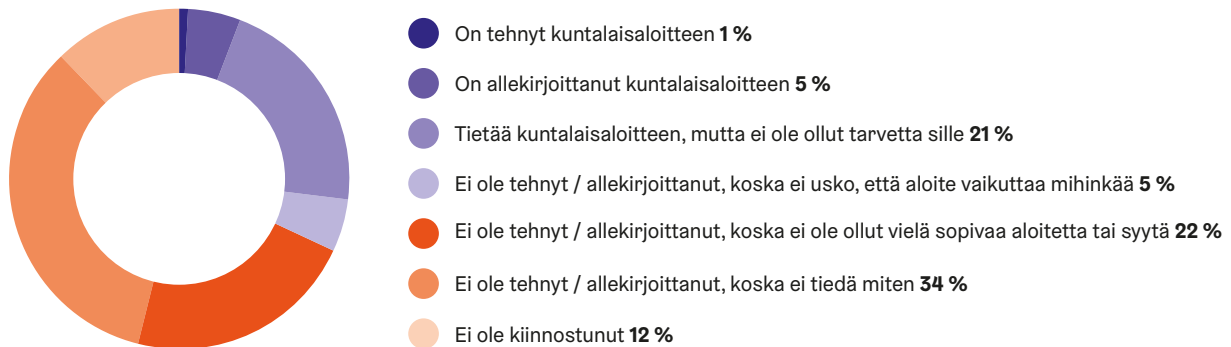 On tehnyt kuntalaisaloitteen 1 %
On allekirjoittanut kuntalaisaloitteen 5 %
Tietää kuntalaisaloitteen, mutta ei ole ollut tarvetta sille 21 %
Ei ole tehnyt / allekirjoittanut, koska ei usko, että aloite vaikuttaa mihinkää 5 %
Ei ole tehnyt / allekirjoittanut, koska ei ole ollut vielä sopivaa aloitetta tai syytä 22 %
Ei ole tehnyt / allekirjoittanut, koska ei tiedä miten 34 %
Ei ole kiinnostunut 12 %